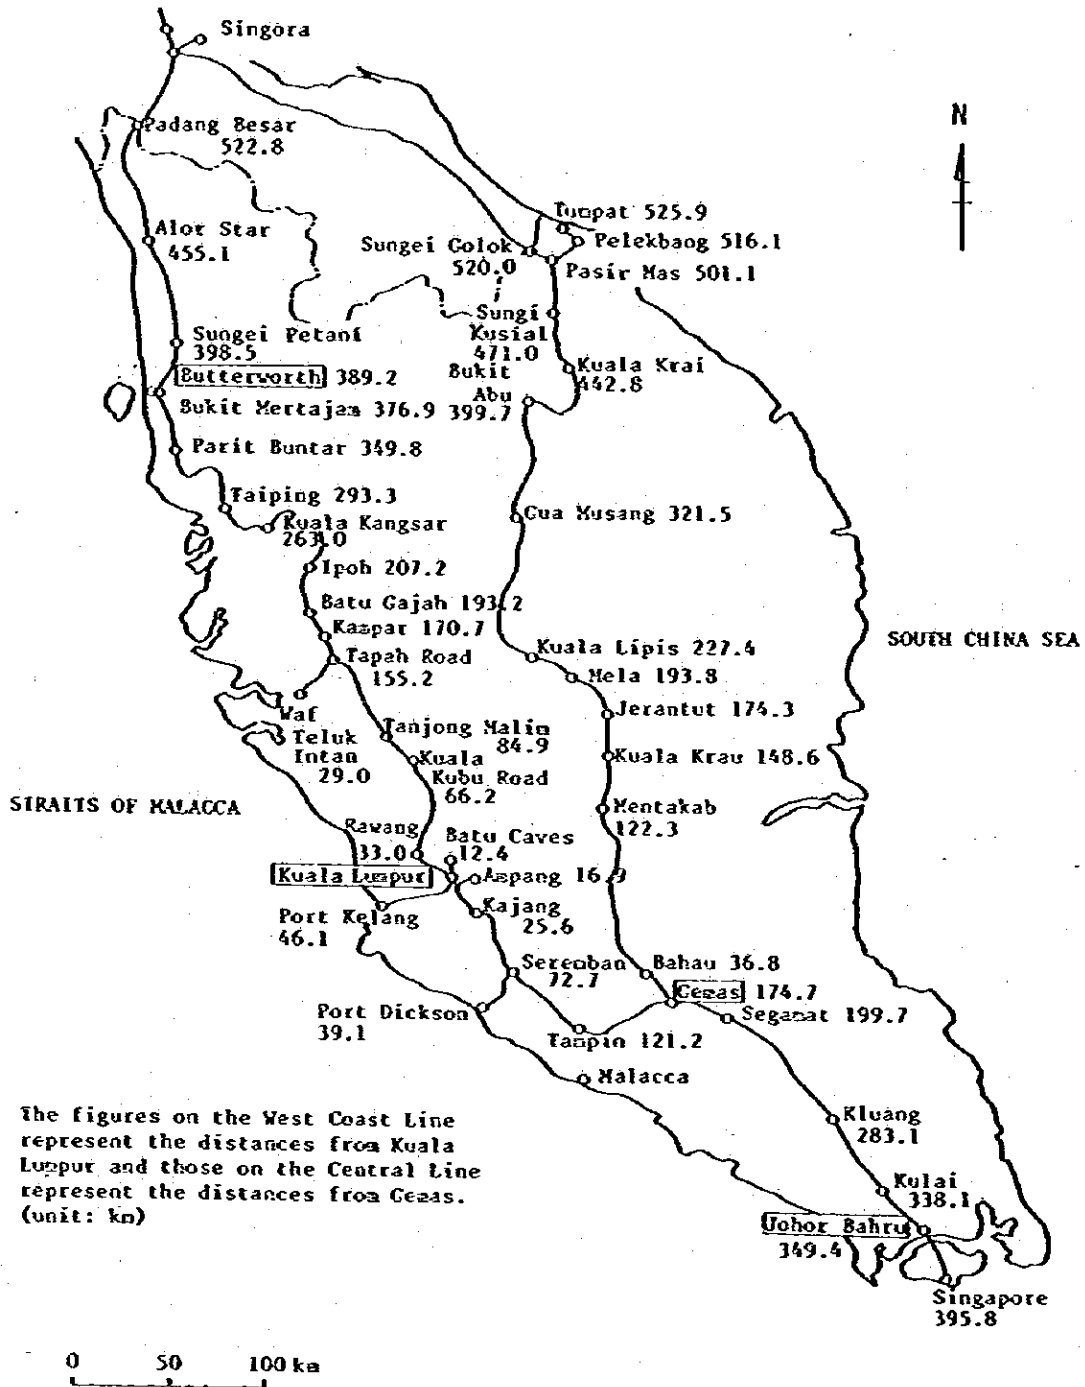 Singora
N
Padang Besar
522.8
Tumpat 525.9
Alor Star
455.1
Sungei Golok
520.0
Pelekbang 516.1
Pasir Mas 501.1
Sungei Petani
398.5
Sungi
Kusial
471.0
Butterworth 389.2
Bukit
Abu
399.7
Kuala Krai
442.8
Bukit Mertajam 376.9
Parit Buntar 349.8
Taiping 293.3
Kuala Kangsar
263.0
Gua Musang 321.5
Ipoh 207.2
Batu Gajah 193.2
Kampar 170.7
Tapah Road
155.2
SOUTH CHINA SEA
Kuala Lipis 227.4
Mela 193.8
Waf
Teluk
Intan
29.0
Jerantut 174.3
Tanjong Malim
84.9
Kuala
Kubu Road
66.2
Kuala Krau 148.6
STRAITS OF MALACCA
Mentakab
122.3
Rawang
33.0
Batu Caves
12.4
Kuala Lumpur
Ampang 16.9
Port Kelang
46.1
Kajang
25.6
Seremban
72.7
Bahau 36.8
Gemas 174.7
Port Dickson
39.1
Segamat 199.7
Tampin 121.2
Malacca
The figures on the West Coast Line
represent the distances from Kuala
Lumpur and those on the Central Line
represent the distances from Gemas.
(unit: km)
Kluang
283.1
Kulai
338.1
Johor Bahru
349.4
Singapore
395.8
0 50 100 km